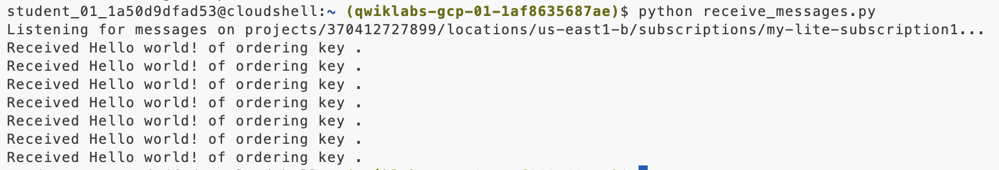 student_01_1a50d9dfad53@cloudshell:~ (qwiklabs-gcp-01-1af8635687ae)$ python receive_messages.py
Listening for messages on projects/370412727899/locations/us-east1-b/subscriptions/my-lite-subscription1...
Received Hello world! of ordering key .
Received Hello world! of ordering key .
Received Hello world! of ordering key .
Received Hello world! of ordering key .
Received Hello world! of ordering key .
Received Hello world! of ordering key .
Received Hello world! of ordering key .